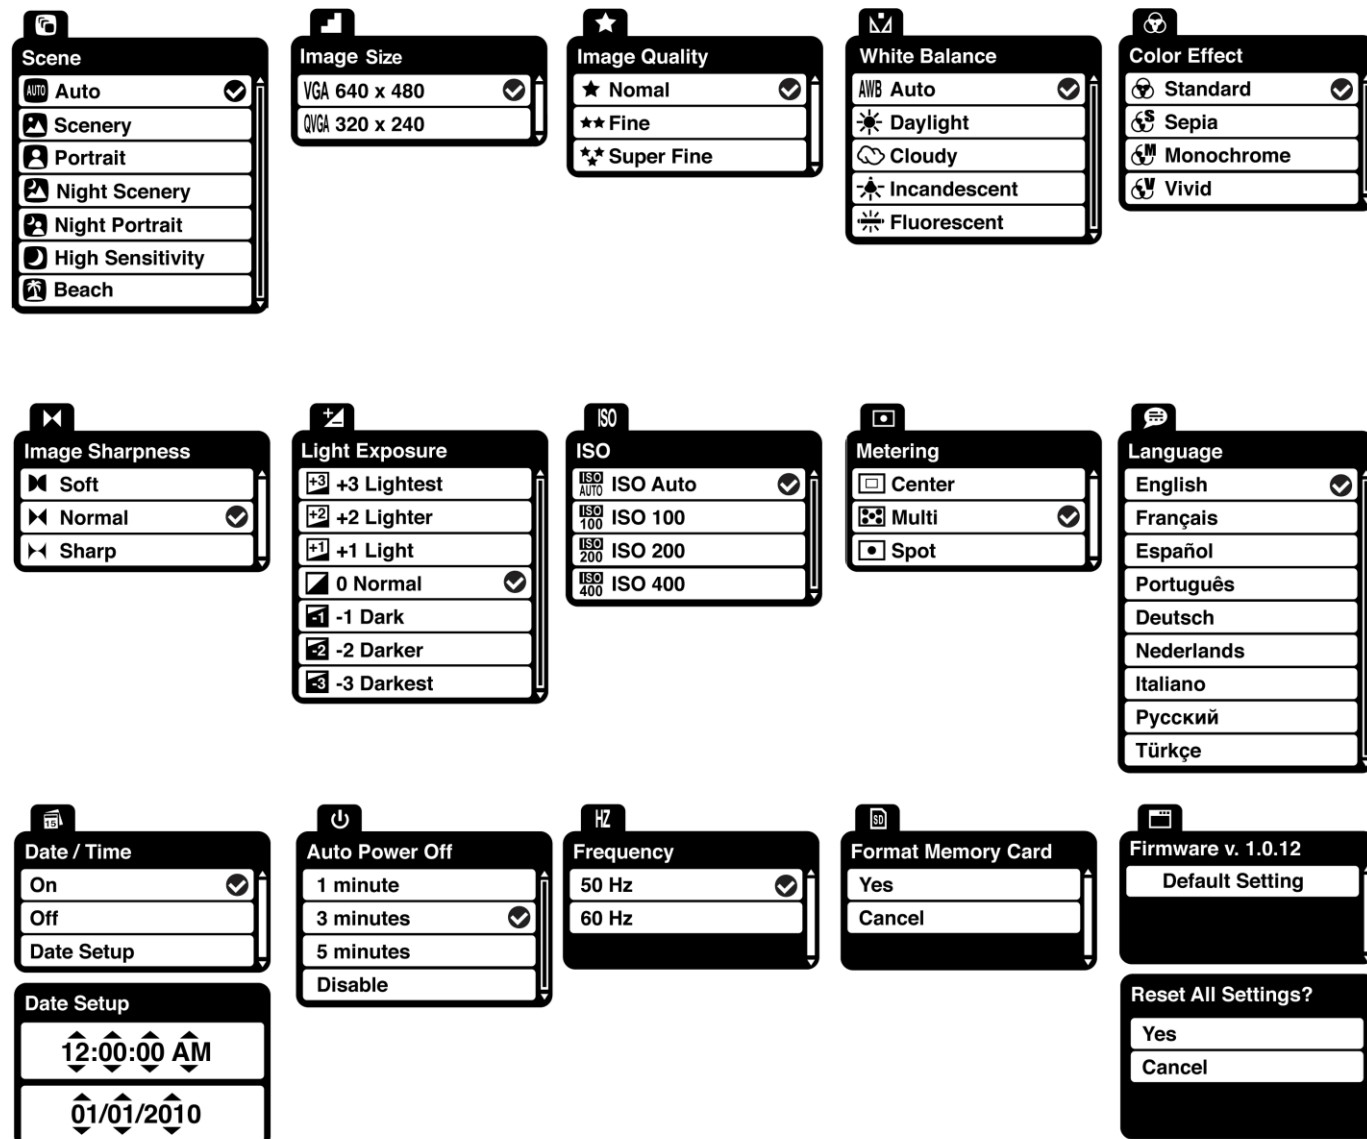 Scene
AUTO Auto
Scenery
Portrait
Night Scenery
Night Portrait
High Sensitivity
Beach
Image Size
VGA 640 x 480
QVGA 320 x 240
Image Quality
Nomal
Fine
Super Fine
White Balance
AWB Auto
Daylight
Cloudy
Incandescent
Fluorescent
Color Effect
Standard
S Sepia
M Monochrome
V Vivid
Image Sharpness
Soft
Normal
Sharp
Light Exposure
+3 +3 Lightest
+2 +2 Lighter
+1 +1 Light
0 Normal
-1 -1 Dark
-2 -2 Darker
-3 -3 Darkest
ISO
ISO
ISO AUTO ISO Auto
ISO 100 ISO 100
ISO 200 ISO 200
ISO 400 ISO 400
Metering
Center
Multi
Spot
Language
English
Français
Español
Português
Deutsch
Nederlands
Italiano
Русский
Türkçe
15
Date / Time
On
Off
Date Setup
Date Setup
12:00:00 AM
01/01/2010
Auto Power Off
1 minute
3 minutes
5 minutes
Disable
HZ
Frequency
50 Hz
60 Hz
SD
Format Memory Card
Yes
Cancel
Firmware v. 1.0.12
Default Setting
Reset All Settings?
Yes
Cancel